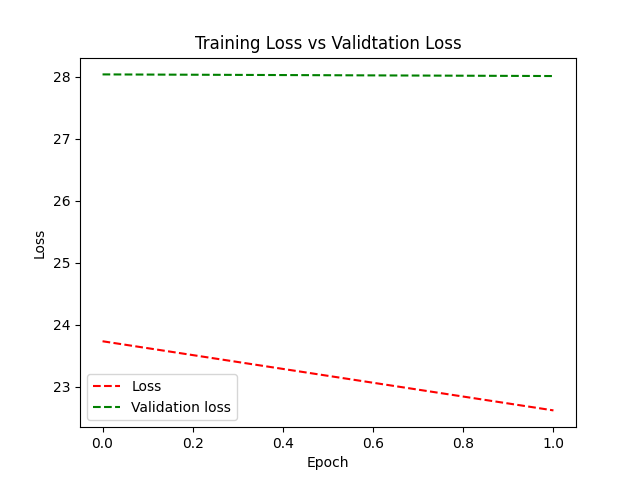 Training Loss vs Validtation Loss
28
27
26
25
24
23
Loss
Loss
Validation loss
0.0 0.2 0.4 0.6 0.8 1.0
Epoch